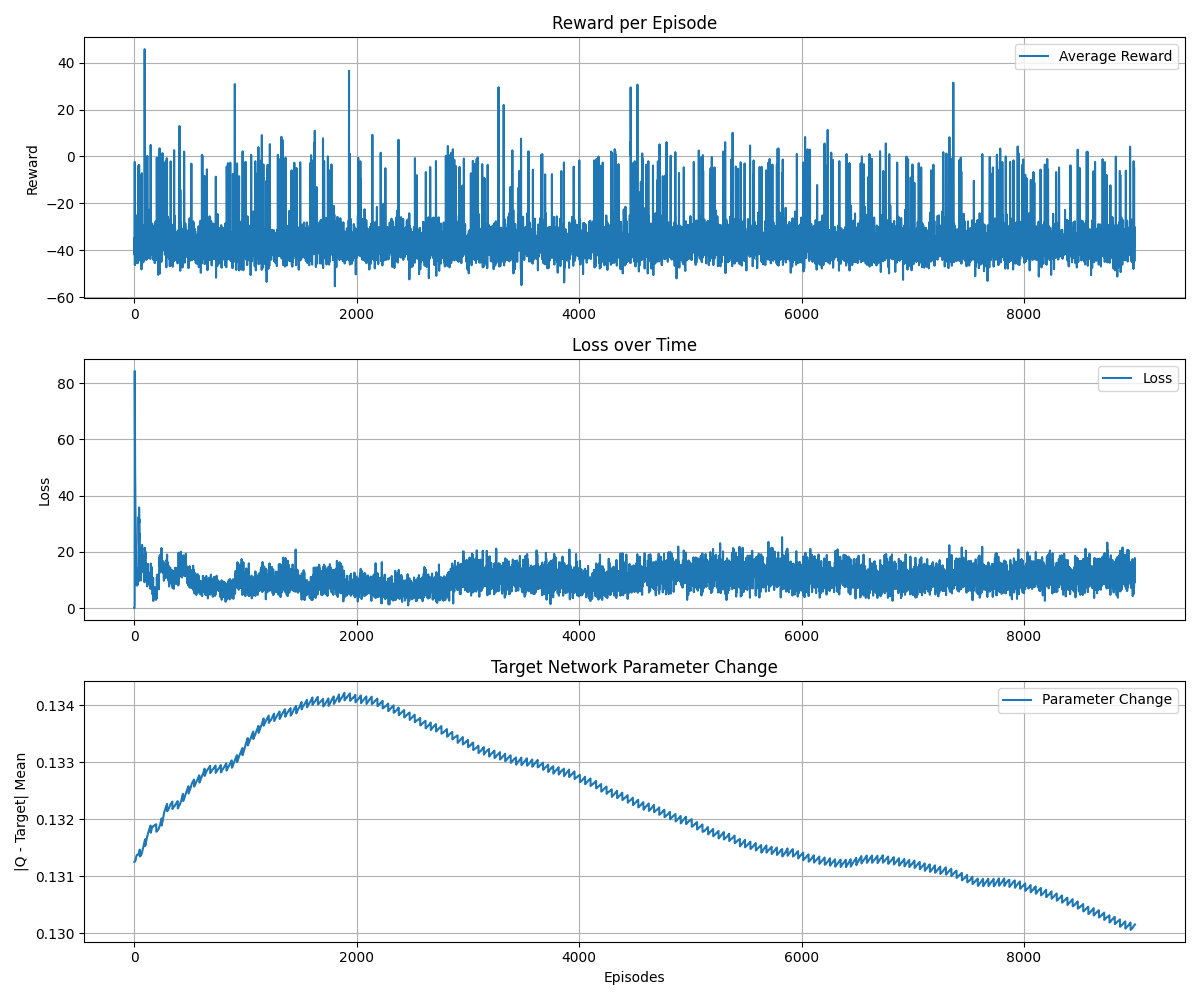 Reward per Episode
Average Reward
Reward
40
20
0
−20
−40
−60
0 2000 4000 6000 8000
Loss over Time
Loss
Loss
80
60
40
20
0
0 2000 4000 6000 8000
Target Network Parameter Change
Parameter Change
|Q - Target| Mean
0.134
0.133
0.132
0.131
0.130
0 2000 4000 6000 8000
Episodes